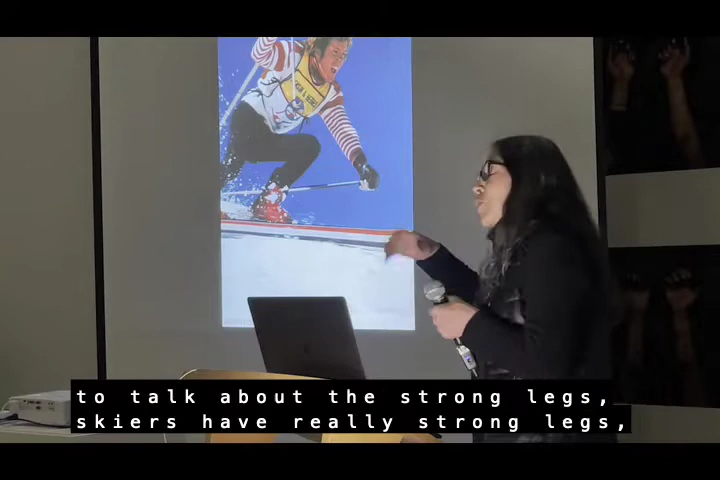 to talk about the strong legs,
skiers have really strong legs,